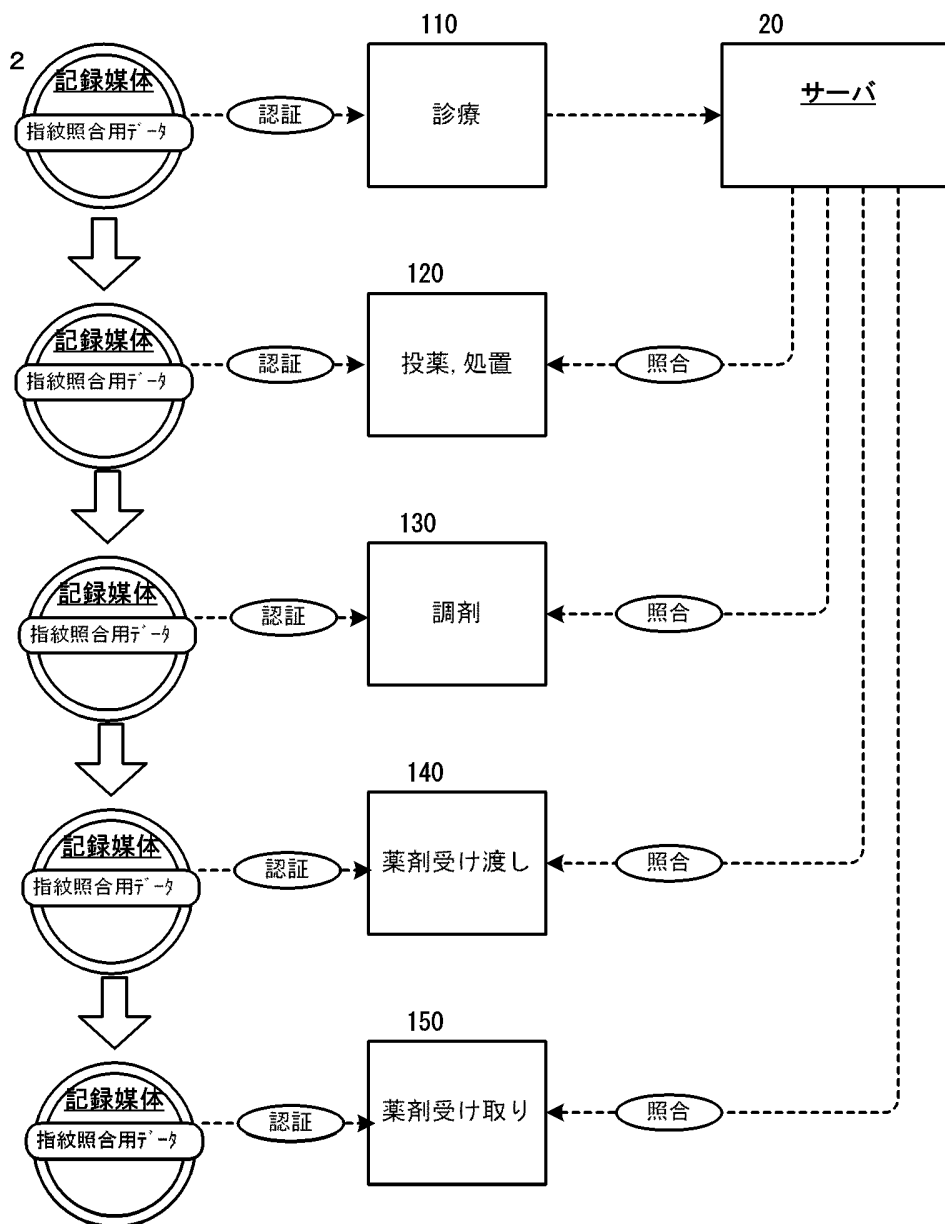 110
20
2
記録媒体
指紋照合用ﾃﾞｰﾀ
認証
診療
サーバ
120
記録媒体
指紋照合用ﾃﾞｰﾀ
認証
投薬,処置
照合
130
記録媒体
指紋照合用ﾃﾞｰﾀ
認証
調剤
照合
140
記録媒体
指紋照合用ﾃﾞｰﾀ
認証
薬剤受け渡し
照合
150
記録媒体
指紋照合用ﾃﾞｰﾀ
認証
薬剤受け取り
照合